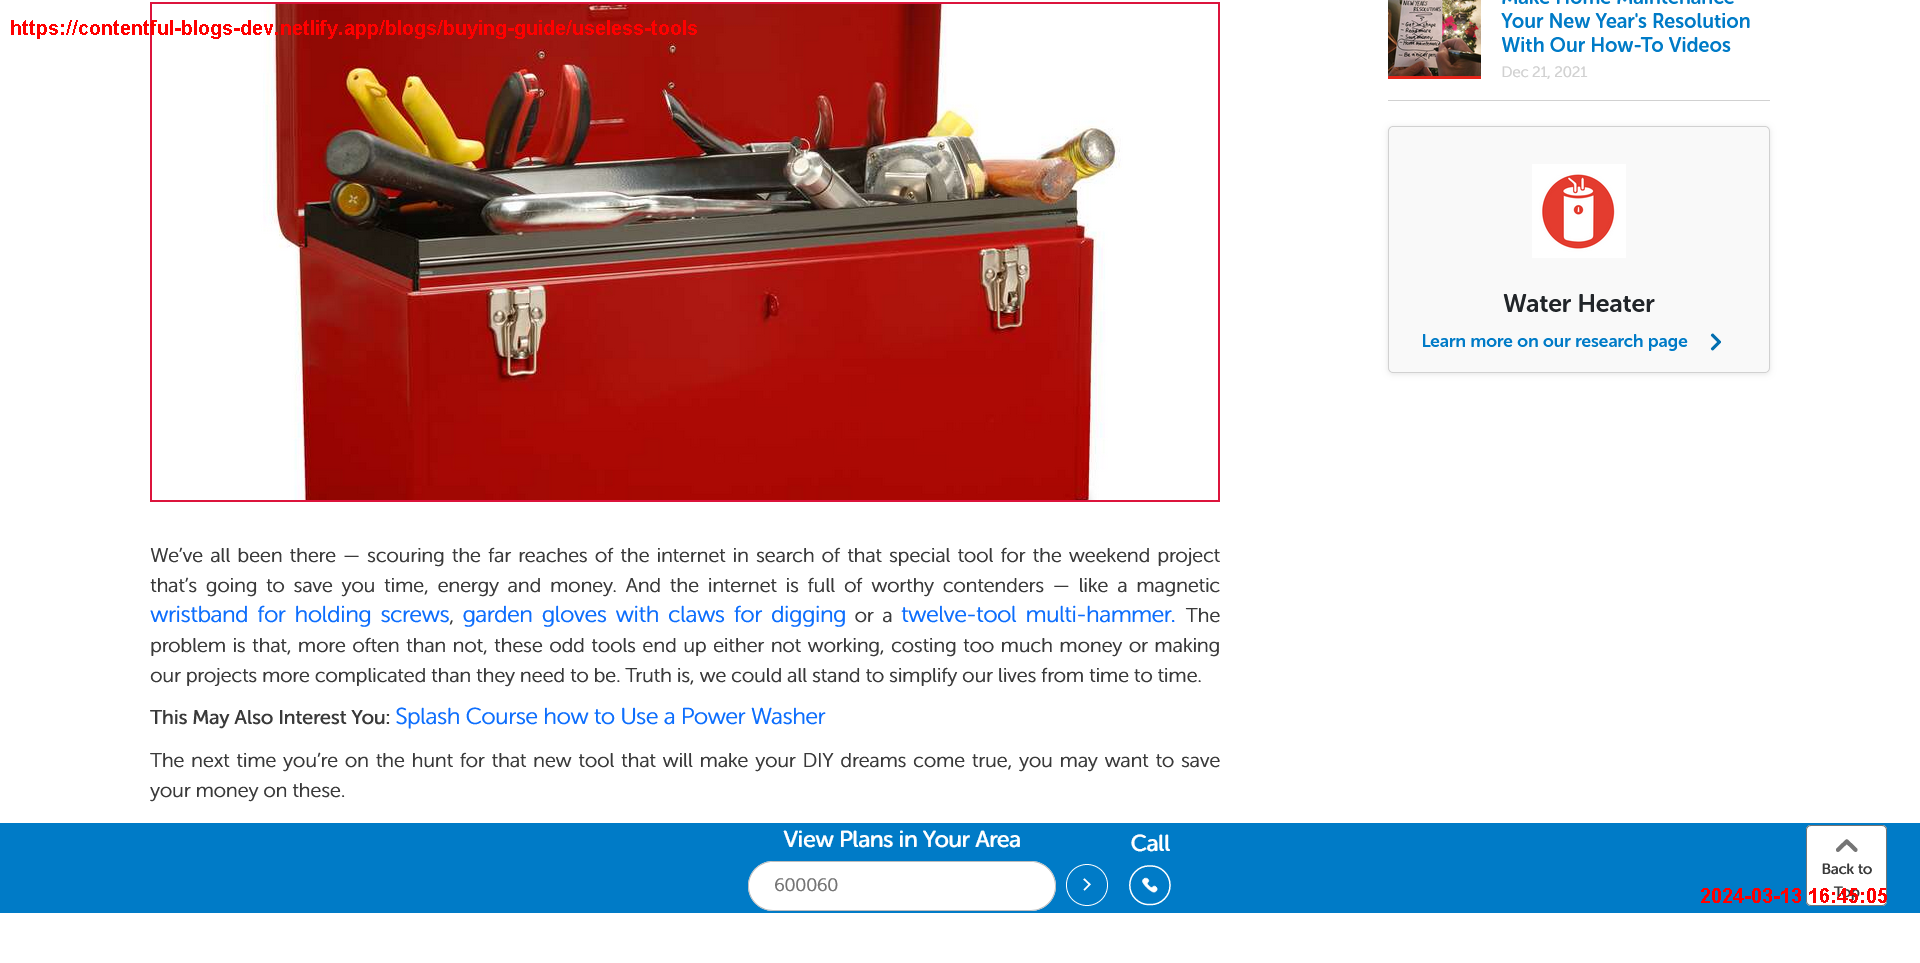 https://contentful-blogs-dev.netlify.app/blogs/buying-guide/useless-tools
Make Home Maintenance
Your New Year's Resolution
With Our How-To Videos
Dec 21, 2021
Water Heater
Learn more on our research page
We've all been there — scouring the far reaches of the internet in search of that special tool for the weekend project
that's going to save you time, energy and money. And the internet is full of worthy contenders — like a magnetic
wristband for holding screws, garden gloves with claws for digging or a twelve-tool multi-hammer. The
problem is that, more often than not, these odd tools end up either not working, costing too much money or making
our projects more complicated than they need to be. Truth is, we could all stand to simplify our lives from time to time.
This May Also Interest You: Splash Course how to Use a Power Washer
The next time you're on the hunt for that new tool that will make your DIY dreams come true, you may want to save
your money on these.
View Plans in Your Area
600060
Call
Back to
Top
2024-03-13 16:45:05